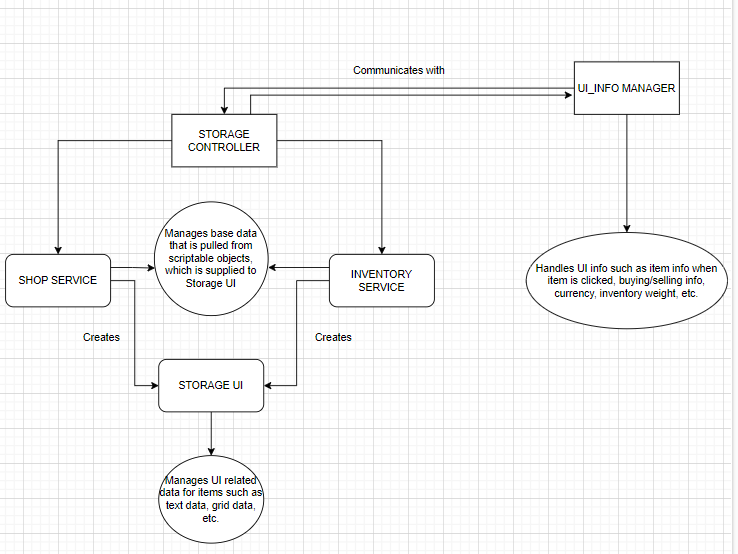 Communicates with
UI_INFO MANAGER
STORAGE
CONTROLLER
Manages base data
that is pulled from
scriptable objects,
which is supplied to
Storage UI
SHOP SERVICE
INVENTORY
SERVICE
Handles UI info such as item info when
item is clicked, buying/selling info,
currency, inventory weight, etc.
Creates
Creates
STORAGE UI
Manages UI related
data for items such as
text data, grid data,
etc.